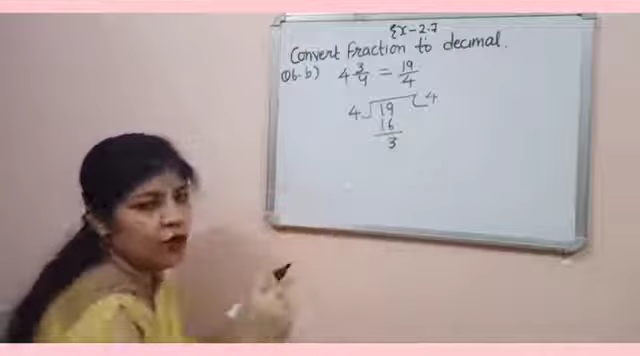 Ex-2.7
Convert fraction to decimal.
Q6.b) 4 3/4 = 19/4
4 19 4
16
3